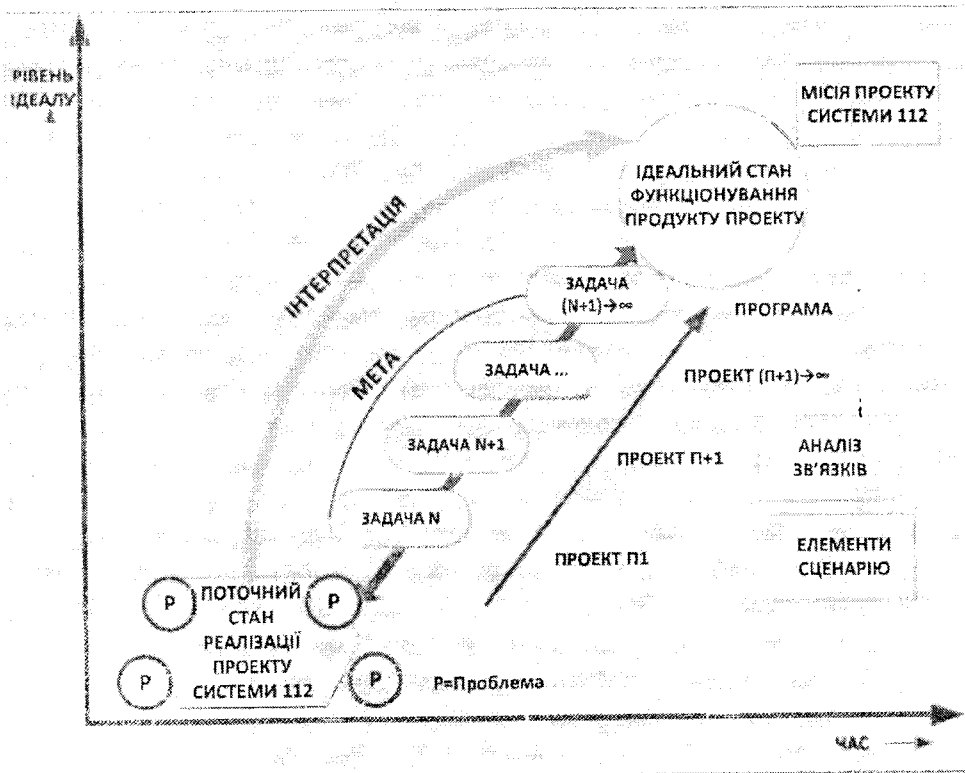 РІВЕНЬ
ІДЕАЛУ
МІСІЯ ПРОЕКТУ
СИСТЕМИ 112
ІДЕАЛЬНИЙ СТАН
ФУНКЦІОНУВАННЯ
ПРОДУКТУ ПРОЕКТУ
ІНТЕРПРЕТАЦІЯ
МЕТА
ЗАДАЧА
(N+1)→∞
ЗАДАЧА ...
ЗАДАЧА N+1
ЗАДАЧА N
ПРОГРАМА
ПРОЕКТ (П+1)→∞
ПРОЕКТ П+1
ПРОЕКТ П1
АНАЛІЗ
ЗВ'ЯЗКІВ
ЕЛЕМЕНТИ
СЦЕНАРІЮ
Р ПОТОЧНИЙ Р
СТАН
РЕАЛІЗАЦІЇ
ПРОЕКТУ
Р СИСТЕМИ 112 Р
Р=Проблема
ЧАС